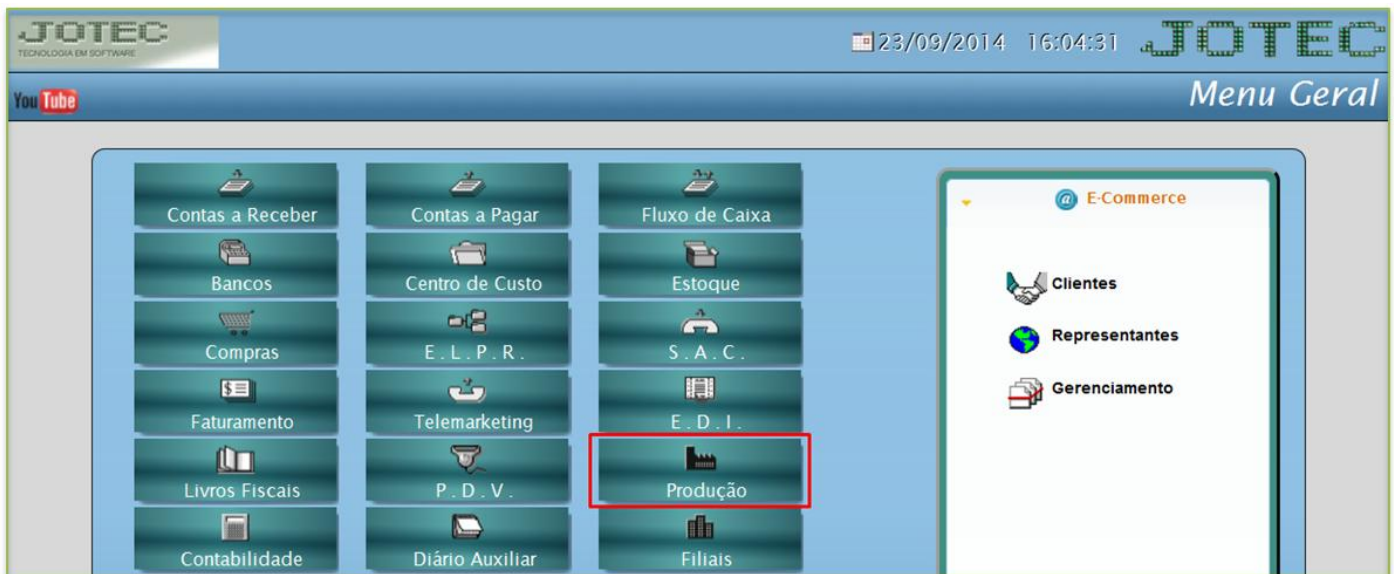 JOTEC
TECNOLOGIA EM SOFTWARE
23/09/2014 16:04:31
JOTEC
You Tube
Menu Geral
Contas a Receber
Contas a Pagar
Fluxo de Caixa
Bancos
Centro de Custo
Estoque
Compras
E.L.P.R.
S.A.C.
Faturamento
Telemarketing
E.D.I.
Livros Fiscais
P.D.V.
Produção
Contabilidade
Diário Auxiliar
Filiais
@ E-Commerce
Clientes
Representantes
Gerenciamento